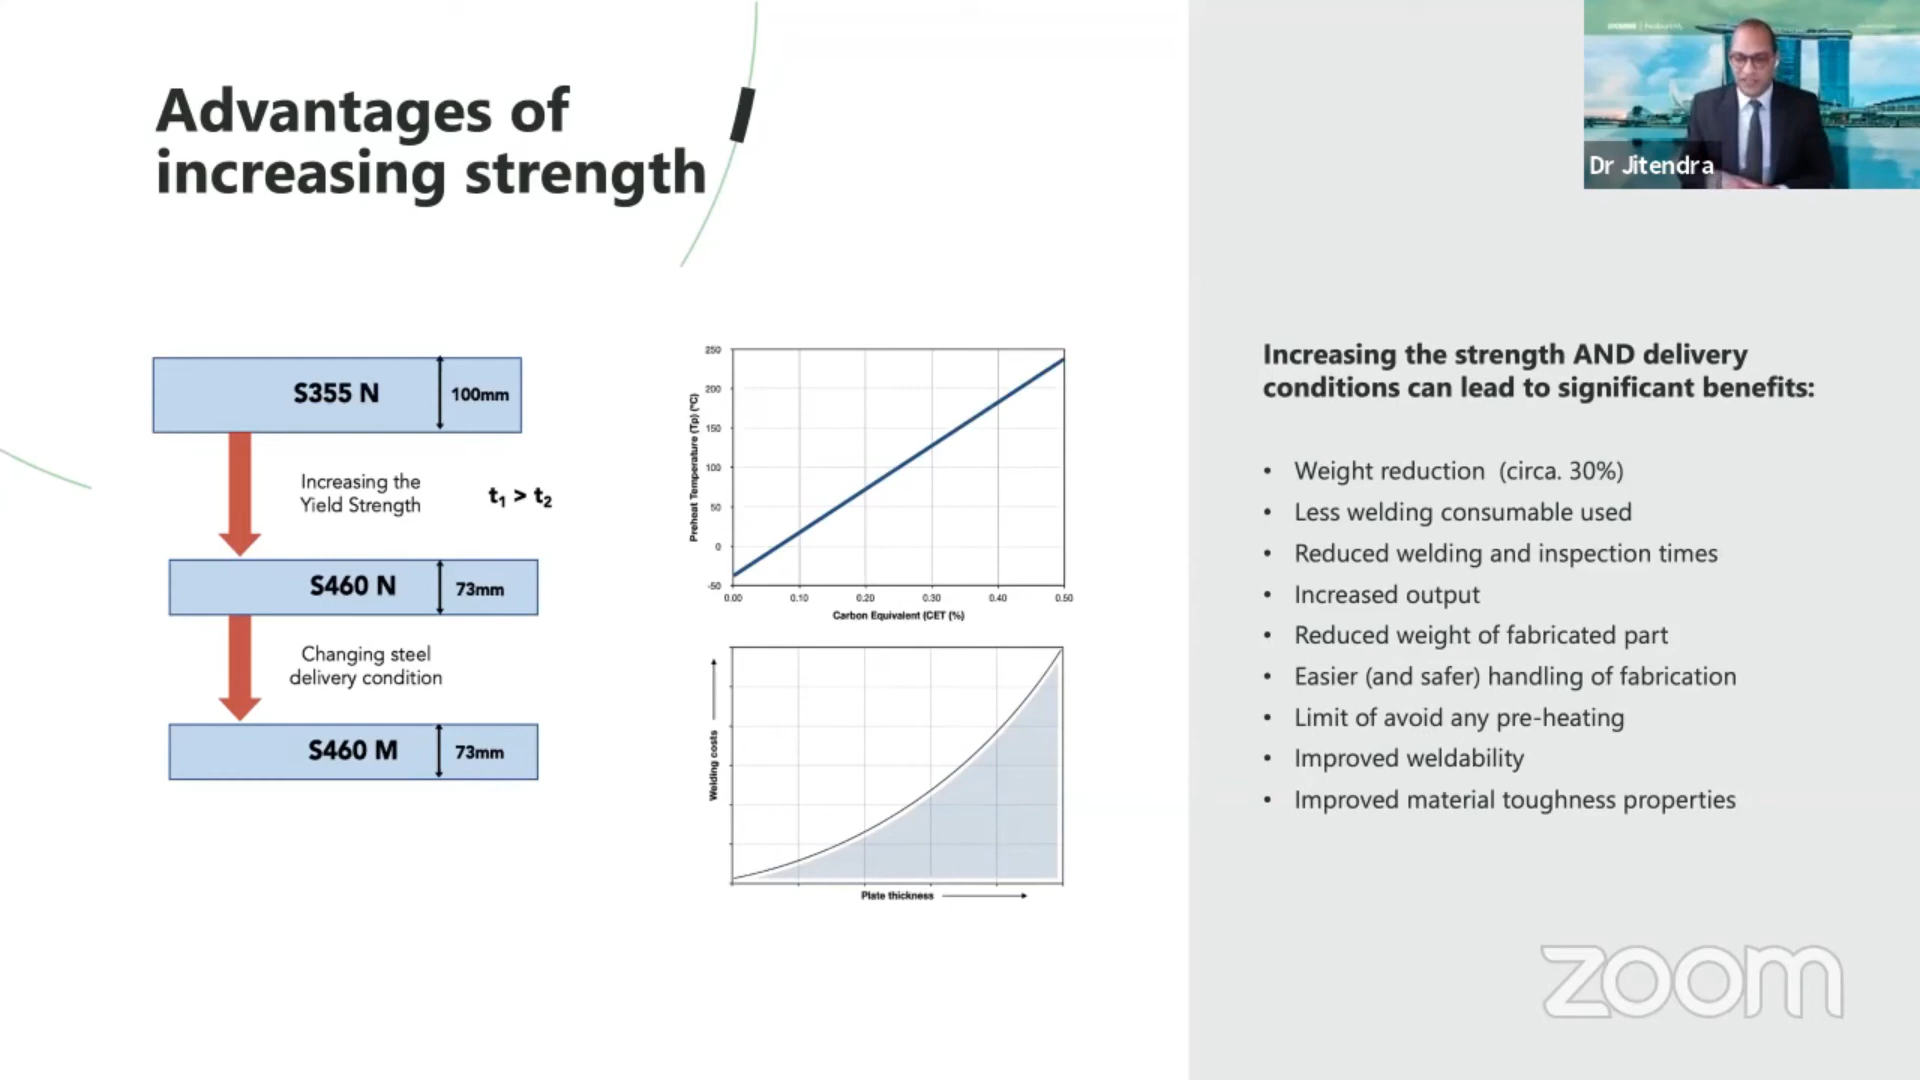 Advantages of
increasing strength
Dr Jitendra
S355 N
100mm
Increasing the
Yield Strength
t₁ > t₂
S460 N
73mm
Changing steel
delivery condition
S460 M
73mm
250
200
150
100
50
0
-50
Preheat Temperature (Tp) (°C)
0.00 0.10 0.20 0.30 0.40 0.50
Carbon Equivalent (CET (%)
Welding costs
Plate thickness
Increasing the strength AND delivery
conditions can lead to significant benefits:
• Weight reduction (circa. 30%)
• Less welding consumable used
• Reduced welding and inspection times
• Increased output
• Reduced weight of fabricated part
• Easier (and safer) handling of fabrication
• Limit of avoid any pre-heating
• Improved weldability
• Improved material toughness properties
zoom